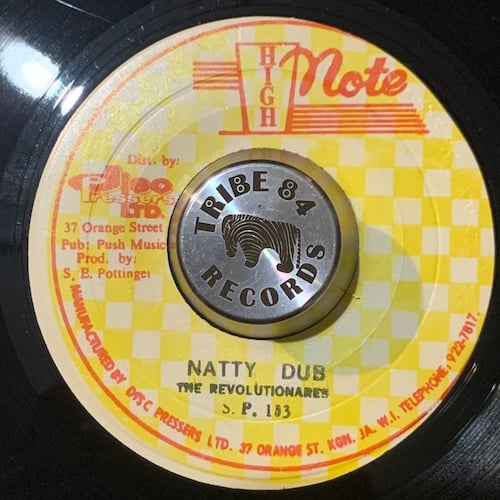 HIGH Note
Dist. by:
Disc
Pressers
LTD.
37 Orange Street
Pub; Push Music
Prod. by:
S. E. Pottinger
TRIBE 84
RECORDS
NATTY DUB
THE REVOLUTIONARES
S. P. 133
MANUFACTURED BY DISC PRESSERS LTD. 37 ORANGE ST. KGN. JA. W.I. TELEPHONE: 922-7817.